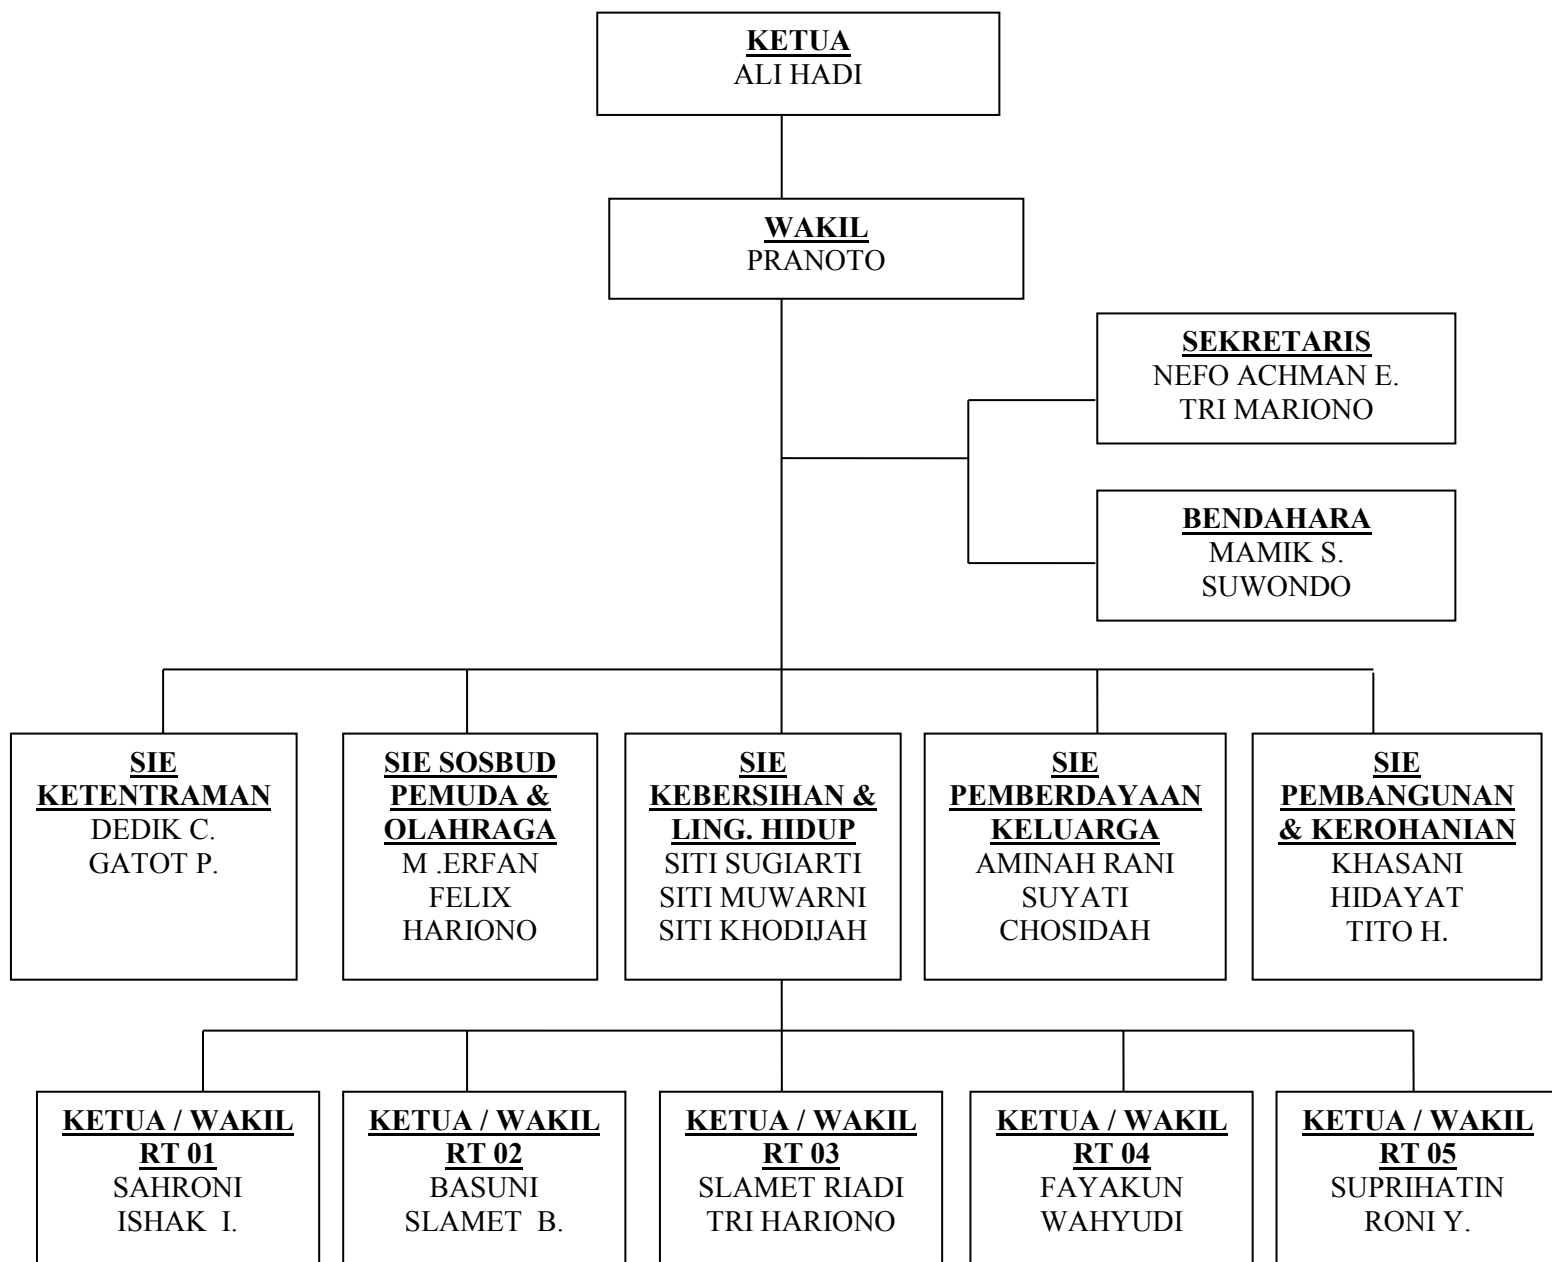 KETUA
ALI HADI
WAKIL
PRANOTO
SEKRETARIS
NEFO ACHMAN E.
TRI MARIONO
BENDAHARA
MAMIK S.
SUWONDO
SIE
KETENTRAMAN
DEDIK C.
GATOT P.
SIE SOSBUD
PEMUDA &
OLAHRAGA
M .ERFAN
FELIX
HARIONO
SIE
KEBERSIHAN &
LING. HIDUP
SITI SUGIARTI
SITI MUWARNI
SITI KHODIJAH
SIE
PEMBERDAYAAN
KELUARGA
AMINAH RANI
SUYATI
CHOSIDAH
SIE
PEMBANGUNAN
& KEROHANIAN
KHASANI
HIDAYAT
TITO H.
KETUA / WAKIL
RT 01
SAHRONI
ISHAK  I.
KETUA / WAKIL
RT 02
BASUNI
SLAMET  B.
KETUA / WAKIL
RT 03
SLAMET RIADI
TRI HARIONO
KETUA / WAKIL
RT 04
FAYAKUN
WAHYUDI
KETUA / WAKIL
RT 05
SUPRIHATIN
RONI Y.